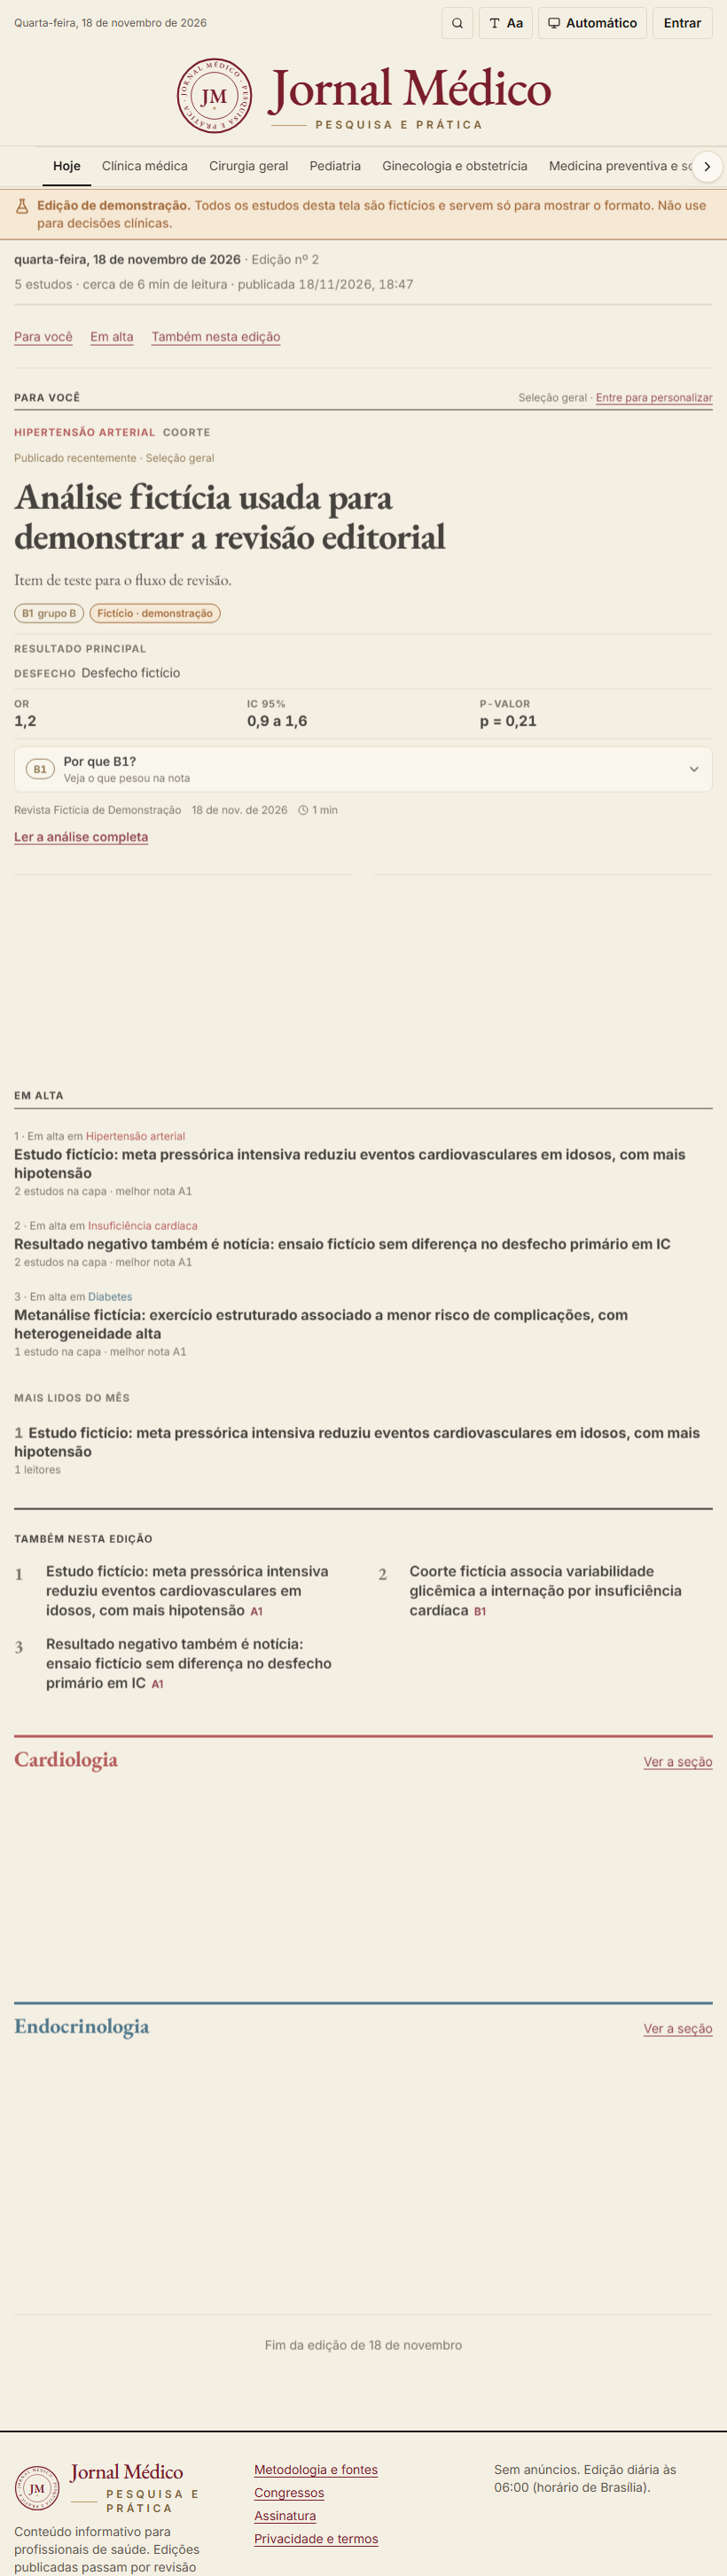 Quarta-feira, 18 de novembro de 2026
Aa
Automático
Entrar
JORNAL MÉDICO · PESQUISA E PRÁTICA ·
JM
Jornal Médico
PESQUISA E PRÁTICA
Hoje
Clínica médica
Cirurgia geral
Pediatria
Ginecologia e obstetrícia
Medicina preventiva e
Edição de demonstração. Todos os estudos desta tela são fictícios e servem só para mostrar o formato. Não use
para decisões clínicas.
quarta-feira, 18 de novembro de 2026 · Edição nº 2
5 estudos · cerca de 6 min de leitura · publicada 18/11/2026, 18:47
Para você
Em alta
Também nesta edição
PARA VOCÊ
Seleção geral · Entre para personalizar
HIPERTENSÃO ARTERIAL COORTE
Publicado recentemente · Seleção geral
Análise fictícia usada para
demonstrar a revisão editorial
Item de teste para o fluxo de revisão.
B1 grupo B
Fictício · demonstração
RESULTADO PRINCIPAL
DESFECHO Desfecho fictício
OR
1,2
IC 95%
0,9 a 1,6
P-VALOR
p = 0,21
B1
Por que B1?
Veja o que pesou na nota
Revista Fictícia de Demonstração
18 de nov. de 2026
1 min
Ler a análise completa
EM ALTA
1 · Em alta em Hipertensão arterial
Estudo fictício: meta pressórica intensiva reduziu eventos cardiovasculares em idosos, com mais
hipotensão
2 estudos na capa · melhor nota A1
2 · Em alta em Insuficiência cardíaca
Resultado negativo também é notícia: ensaio fictício sem diferença no desfecho primário em IC
2 estudos na capa · melhor nota A1
3 · Em alta em Diabetes
Metanálise fictícia: exercício estruturado associado a menor risco de complicações, com
heterogeneidade alta
1 estudo na capa · melhor nota A1
MAIS LIDOS DO MÊS
1 Estudo fictício: meta pressórica intensiva reduziu eventos cardiovasculares em idosos, com mais
hipotensão
1 leitores
TAMBÉM NESTA EDIÇÃO
1
Estudo fictício: meta pressórica intensiva
reduziu eventos cardiovasculares em
idosos, com mais hipotensão A1
2
Coorte fictícia associa variabilidade
glicêmica a internação por insuficiência
cardíaca B1
3
Resultado negativo também é notícia:
ensaio fictício sem diferença no desfecho
primário em IC A1
Cardiologia
Ver a seção
Endocrinologia
Ver a seção
Fim da edição de 18 de novembro
JM
Jornal Médico
PESQUISA E
PRÁTICA
Conteúdo informativo para
profissionais de saúde. Edições
publicadas passam por revisão
Metodologia e fontes
Congressos
Assinatura
Privacidade e termos
Sem anúncios. Edição diária às
06:00 (horário de Brasília).